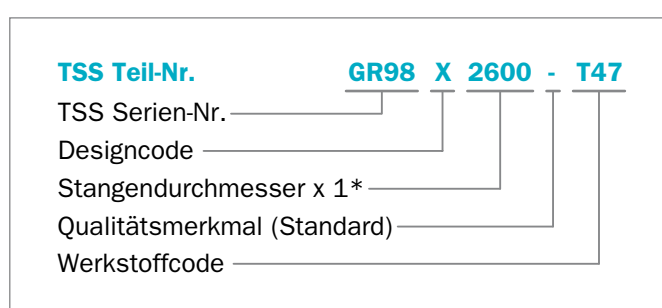 TSS Teil-Nr. GR98 X 2600 - T47
TSS Serien-Nr.
Designcode
Stangendurchmesser x 1*
Qualitätsmerkmal (Standard)
Werkstoffcode